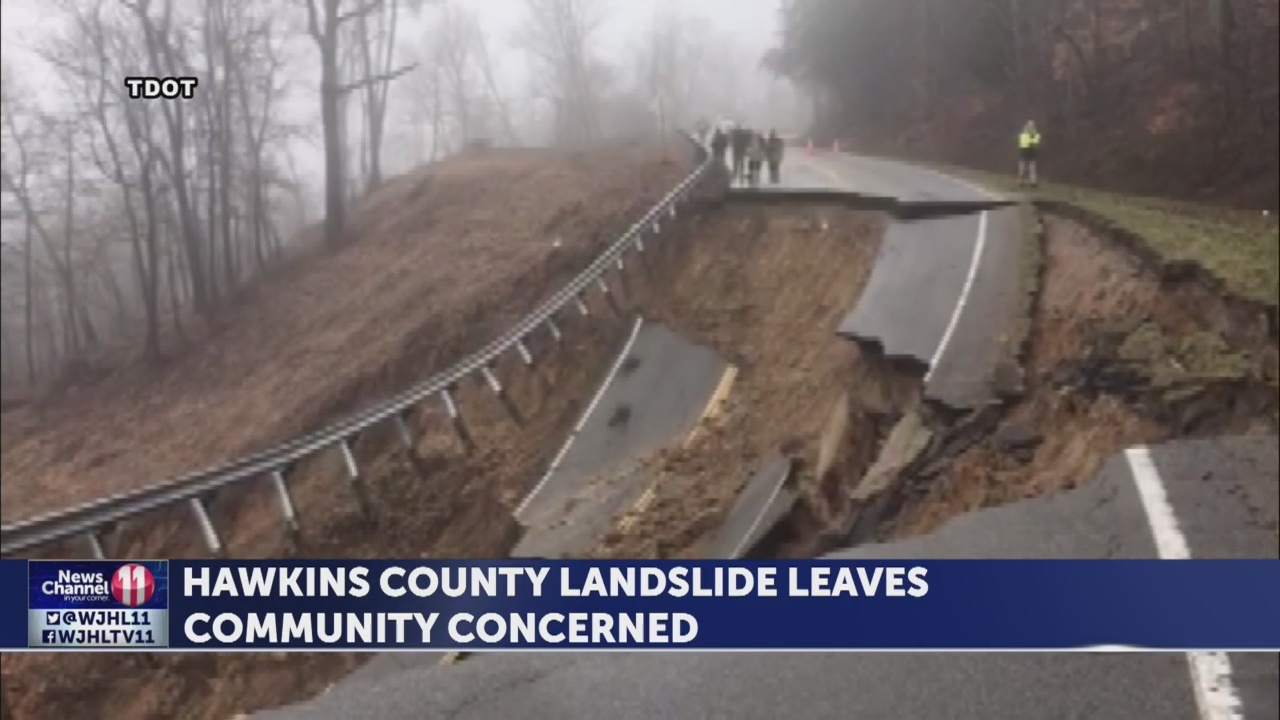 TDOT
News
Channel 11
in your corner.
@WJHL11
WJHLTV11
HAWKINS COUNTY LANDSLIDE LEAVES
COMMUNITY CONCERNED